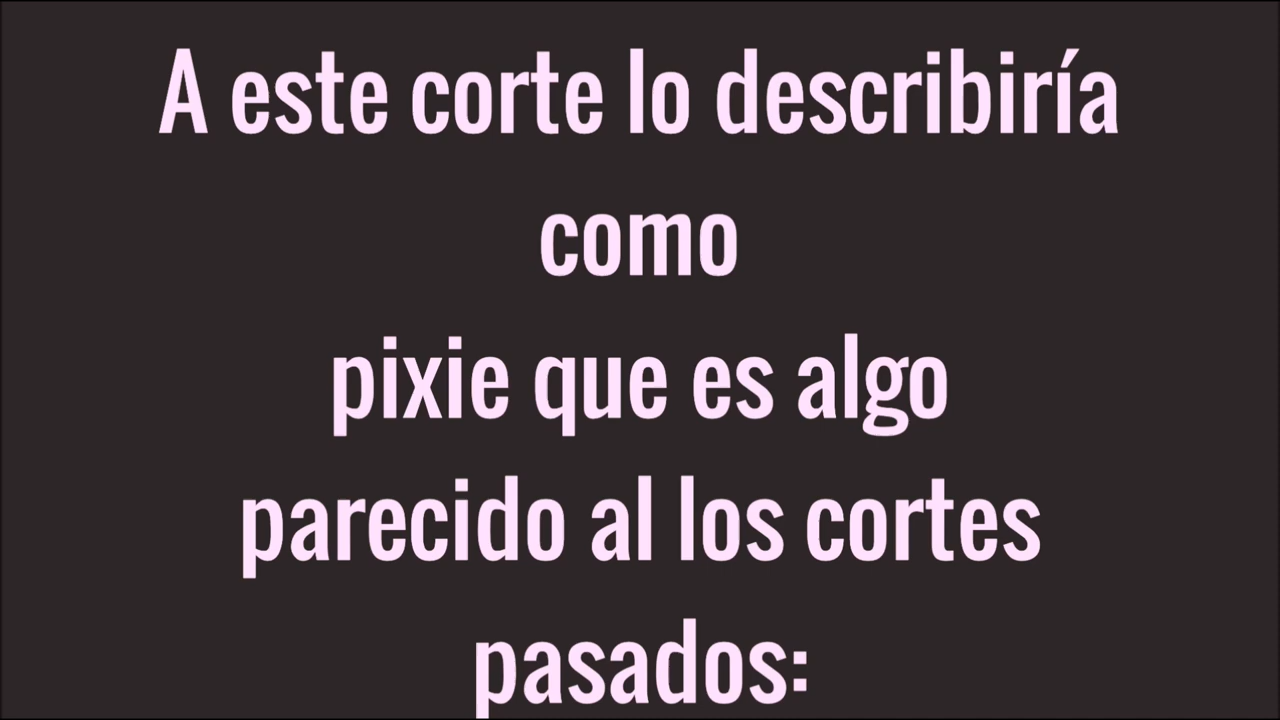 A este corte lo describiría
como
pixie que es algo
parecido al los cortes
pasados: